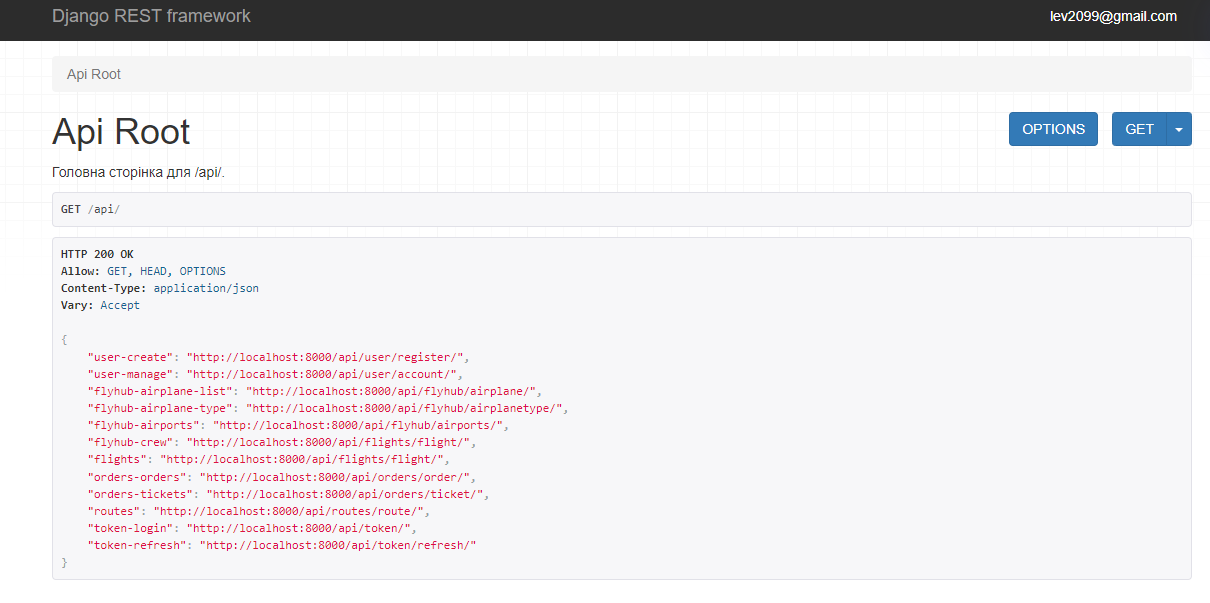 Django REST framework
lev2099@gmail.com
Api Root
Api Root
OPTIONS
GET
Головна сторінка для /api/.
GET /api/
HTTP 200 OK
Allow: GET, HEAD, OPTIONS
Content-Type: application/json
Vary: Accept
{
    "user-create": "http://localhost:8000/api/user/register/",
    "user-manage": "http://localhost:8000/api/user/account/",
    "flyhub-airplane-list": "http://localhost:8000/api/flyhub/airplane/",
    "flyhub-airplane-type": "http://localhost:8000/api/flyhub/airplanetype/",
    "flyhub-airports": "http://localhost:8000/api/flyhub/airports/",
    "flyhub-crew": "http://localhost:8000/api/flights/flight/",
    "flights": "http://localhost:8000/api/flights/flight/",
    "orders-orders": "http://localhost:8000/api/orders/order/",
    "orders-tickets": "http://localhost:8000/api/orders/ticket/",
    "routes": "http://localhost:8000/api/routes/route/",
    "token-login": "http://localhost:8000/api/token/",
    "token-refresh": "http://localhost:8000/api/token/refresh/"
}